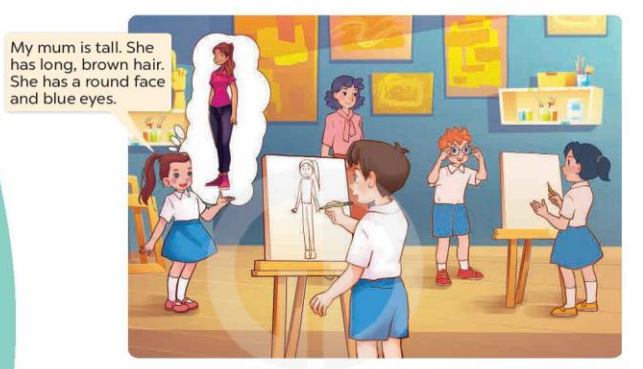 My mum is tall. She
has long, brown hair.
She has a round face
and blue eyes.